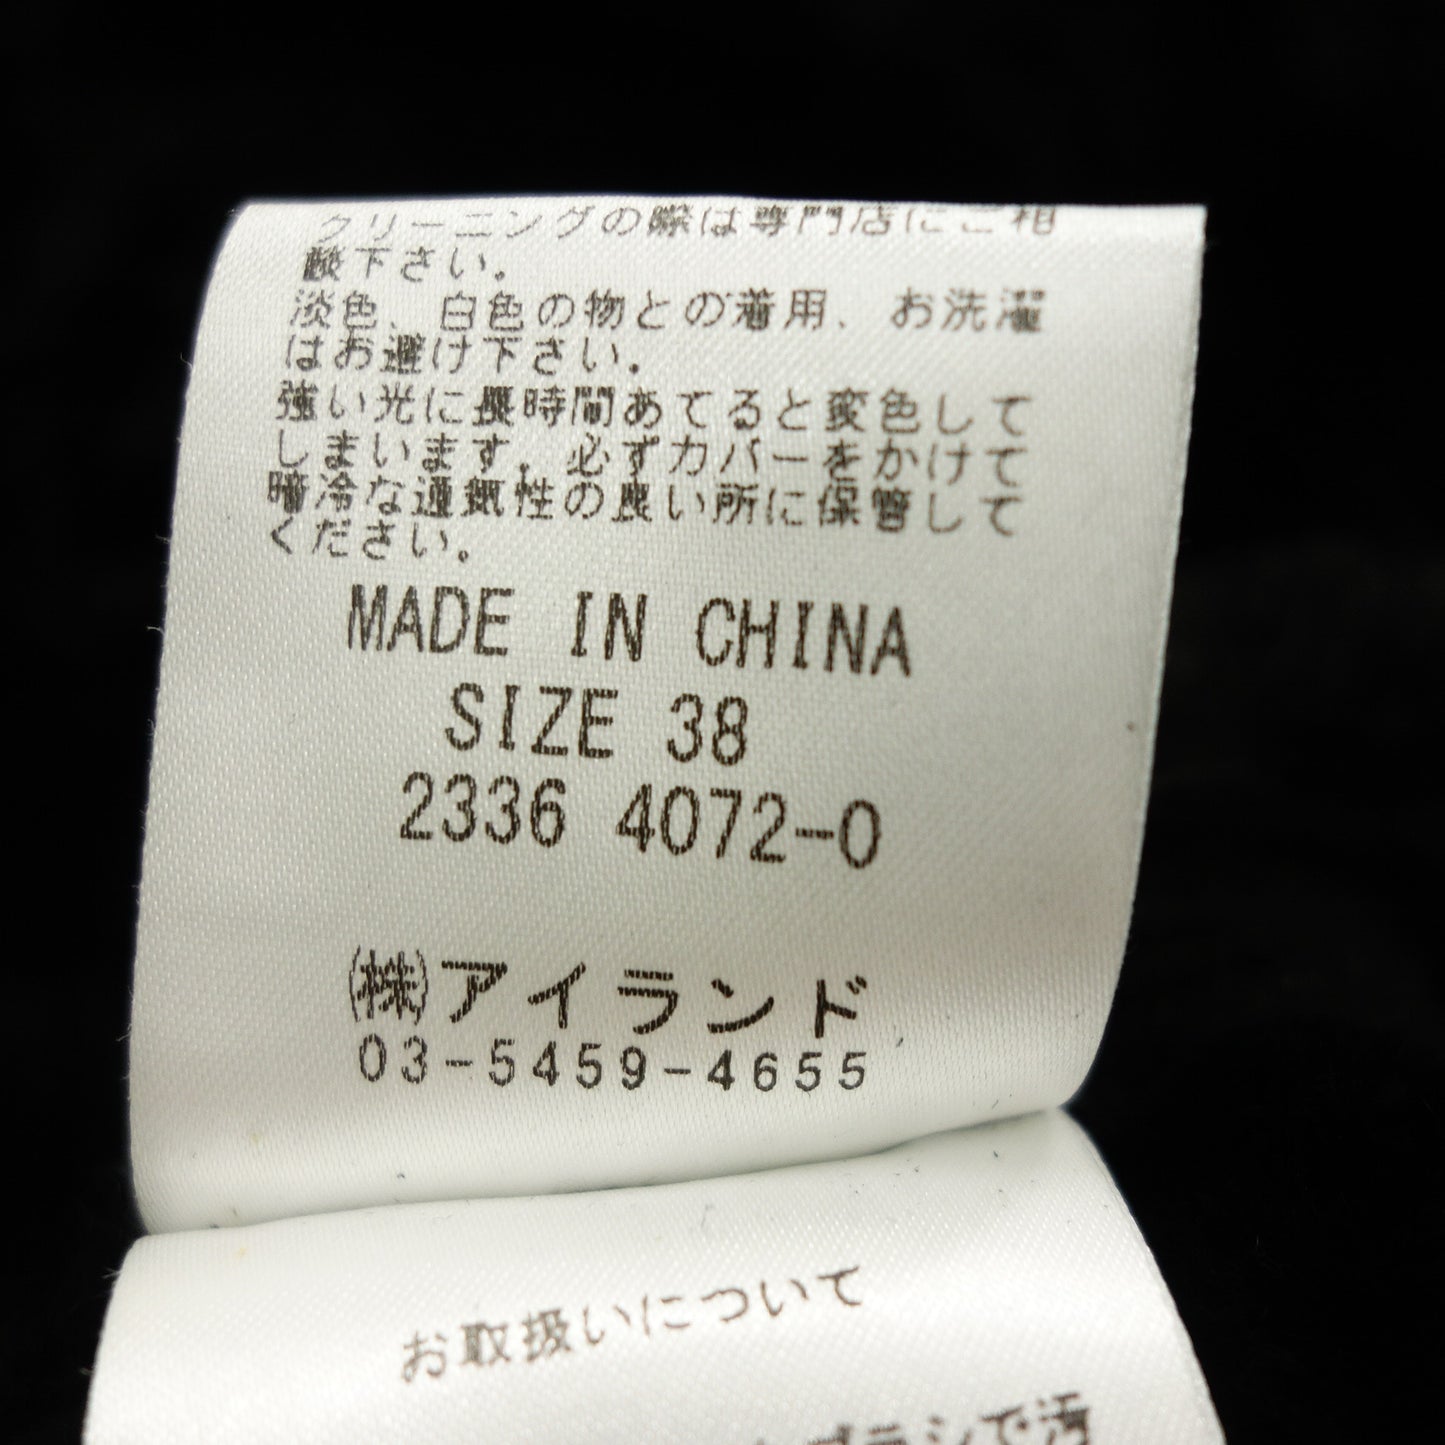 クリーニングの際は専門店にご相
談下さい。
淡色、白色の物との着用、お洗濯
はお避け下さい。
強い光に長時間あてると変色して
しまいます。必ずカバーをかけて
暗冷な通気性の良い所に保管して
ください。
MADE IN CHINA
SIZE 38
2336 4072-0
㈱アイランド
03-5459-4655
お取扱いについて
ブラシで汚